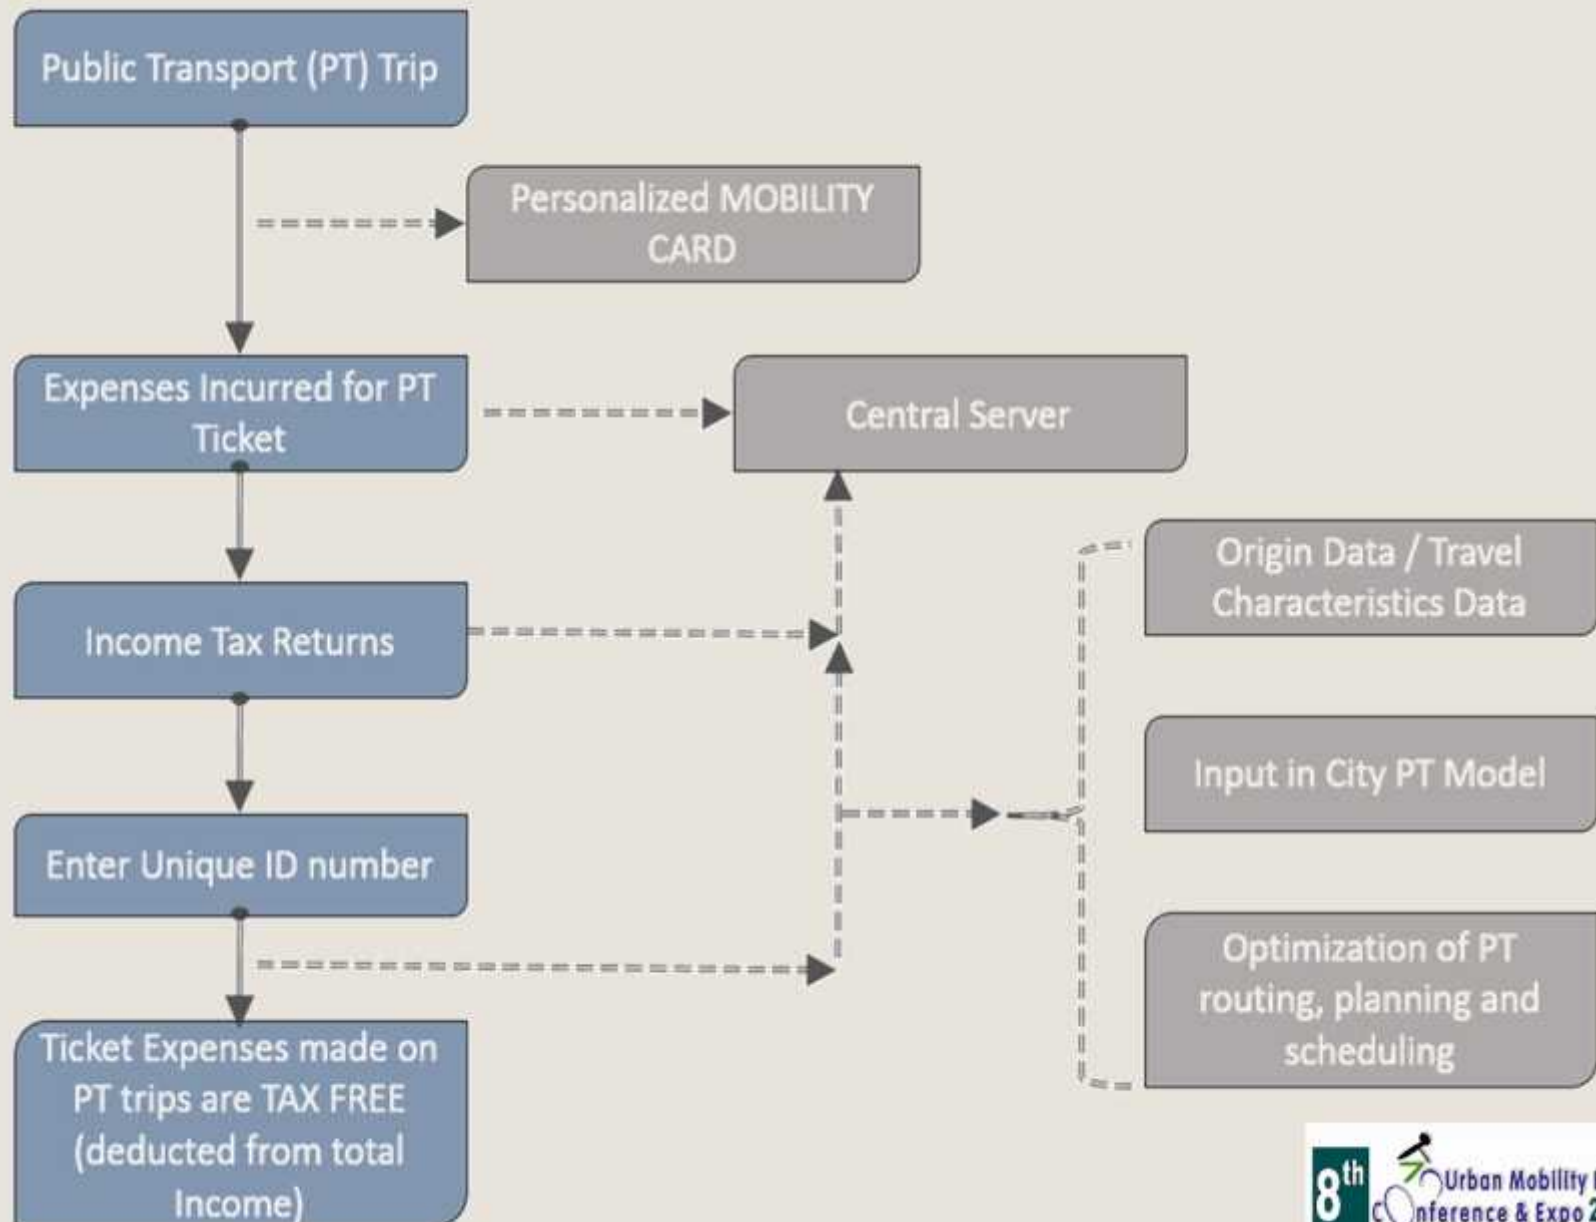 Public Transport (PT) Trip
Personalized MOBILITY
CARD
Expenses Incurred for PT
Ticket
Central Server
Origin Data / Travel
Characteristics Data
Income Tax Returns
Input in City PT Model
Enter Unique ID number
Optimization of PT
routing, planning and
scheduling
Ticket Expenses made on
PT trips are TAX FREE
(deducted from total
Income)
8th
Urban Mobility
Conference & Expo